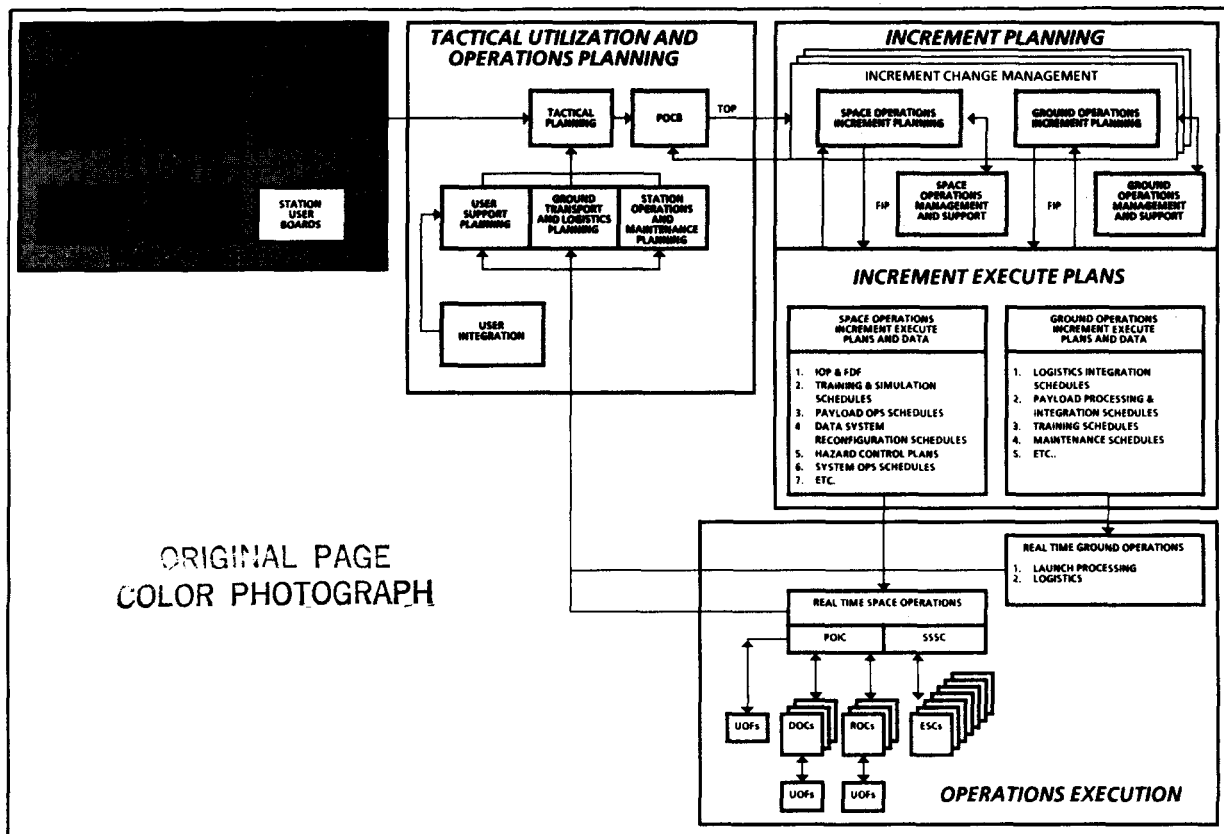 TACTICAL UTILIZATION AND
OPERATIONS PLANNING
TACTICAL
PLANNING
POCB
TOP
USER
SUPPORT
PLANNING
GROUND
TRANSPORT
AND LOGISTICS
PLANNING
STATION
OPERATIONS
AND
MAINTENANCE
PLANNING
USER
INTEGRATION
STATION
USER
BOARDS
INCREMENT PLANNING
INCREMENT CHANGE MANAGEMENT
SPACE OPERATIONS
INCREMENT PLANNING
GROUND OPERATIONS
INCREMENT PLANNING
FIP
SPACE
OPERATIONS
MANAGEMENT
AND SUPPORT
FIP
GROUND
OPERATIONS
MANAGEMENT
AND SUPPORT
INCREMENT EXECUTE PLANS
SPACE OPERATIONS
INCREMENT EXECUTE
PLANS AND DATA
1. IOP & FDF
2. TRAINING & SIMULATION
SCHEDULES
3. PAYLOAD OPS SCHEDULES
4 DATA SYSTEM
RECONFIGURATION SCHEDULES
5. HAZARD CONTROL PLANS
6. SYSTEM OPS SCHEDULES
7. ETC.
GROUND OPERATIONS
INCREMENT EXECUTE
PLANS AND DATA
1. LOGISTICS INTEGRATION
SCHEDULES
2. PAYLOAD PROCESSING &
INTEGRATION SCHEDULES
3. TRAINING SCHEDULES
4. MAINTENANCE SCHEDULES
5. ETC..
ORIGINAL PAGE
COLOR PHOTOGRAPH
REAL TIME GROUND OPERATIONS
1. LAUNCH PROCESSING
2. LOGISTICS
REAL TIME SPACE OPERATIONS
POIC
SSSC
UOFs
DOCs
ROCs
ESCs
UOFs
UOFs
OPERATIONS EXECUTION